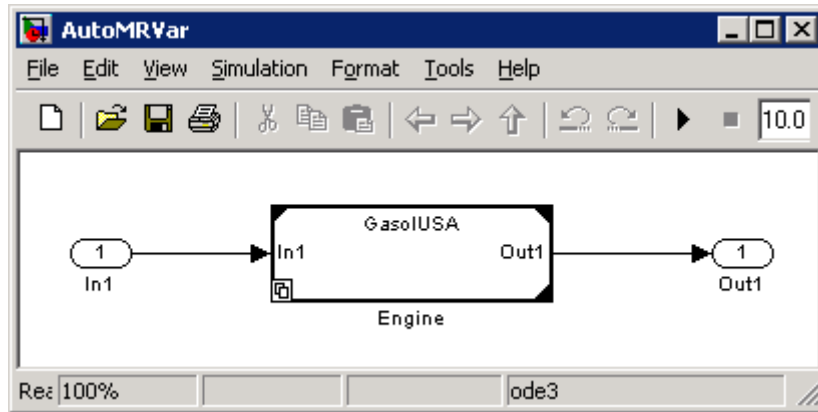 AutoMRVar
File Edit View Simulation Format Tools Help
10.0
GasolUSA
1 In1 Out1 1
In1 Out1
Engine
Rea 100% ode3